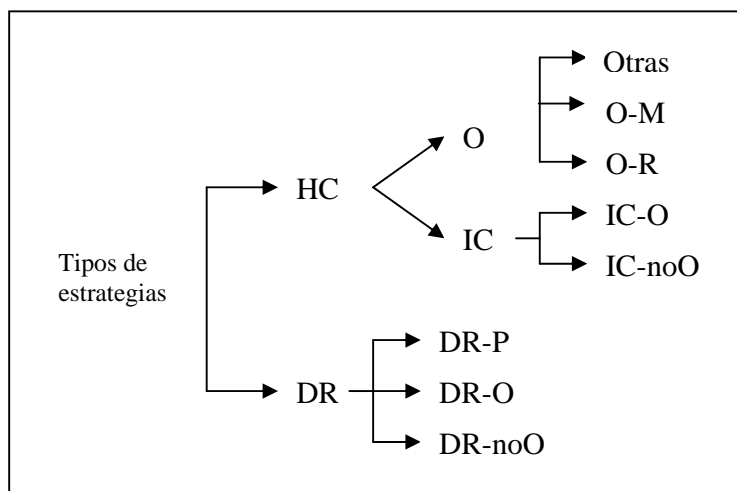 Tipos de
estrategias
HC
O
Otras
O-M
O-R
IC
IC-O
IC-noO
DR
DR-P
DR-O
DR-noO